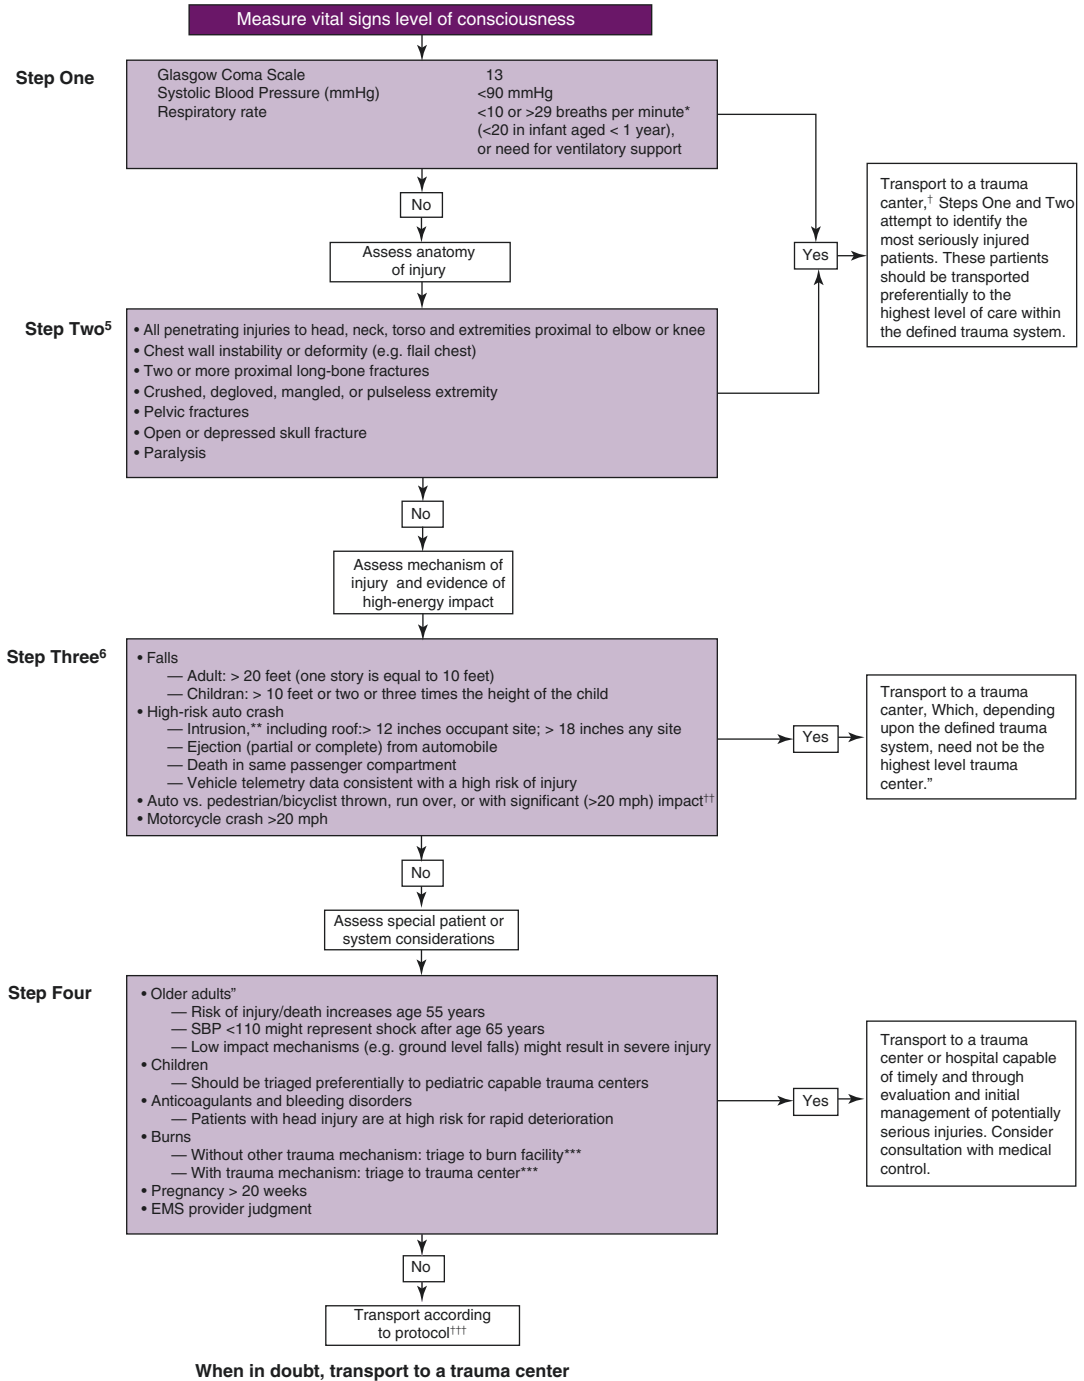 Measure vital signs level of consciousness
Step One
Glasgow Coma Scale 13
Systolic Blood Pressure (mmHg) <90 mmHg
Respiratory rate <10 or >29 breaths per minute*
(<20 in infant aged < 1 year),
or need for ventilatory support
No
Assess anatomy
of injury
Yes
Transport to a trauma
canter,† Steps One and Two
attempt to identify the
most seriously injured
patients. These partients
should be transported
preferentially to the
highest level of care within
the defined trauma system.
Step Two⁵
• All penetrating injuries to head, neck, torso and extremities proximal to elbow or knee
• Chest wall instability or deformity (e.g. flail chest)
• Two or more proximal long-bone fractures
• Crushed, degloved, mangled, or pulseless extremity
• Pelvic fractures
• Open or depressed skull fracture
• Paralysis
No
Assess mechanism of
injury and evidence of
high-energy impact
Step Three⁶
• Falls
— Adult: > 20 feet (one story is equal to 10 feet)
— Childran: > 10 feet or two or three times the height of the child
• High-risk auto crash
— Intrusion,** including roof:> 12 inches occupant site; > 18 inches any site
— Ejection (partial or complete) from automobile
— Death in same passenger compartment
— Vehicle telemetry data consistent with a high risk of injury
• Auto vs. pedestrian/bicyclist thrown, run over, or with significant (>20 mph) impact††
• Motorcycle crash >20 mph
Yes
Transport to a trauma
canter, Which, depending
upon the defined trauma
system, need not be the
highest level trauma
center.”
No
Assess special patient or
system considerations
Step Four
• Older adults”
— Risk of injury/death increases age 55 years
— SBP <110 might represent shock after age 65 years
— Low impact mechanisms (e.g. ground level falls) might result in severe injury
• Children
— Should be triaged preferentially to pediatric capable trauma centers
• Anticoagulants and bleeding disorders
— Patients with head injury are at high risk for rapid deterioration
• Burns
— Without other trauma mechanism: triage to burn facility***
— With trauma mechanism: triage to trauma center***
• Pregnancy > 20 weeks
• EMS provider judgment
Yes
Transport to a trauma
center or hospital capable
of timely and through
evaluation and initial
management of potentially
serious injuries. Consider
consultation with medical
control.
No
Transport according
to protocol†††
When in doubt, transport to a trauma center